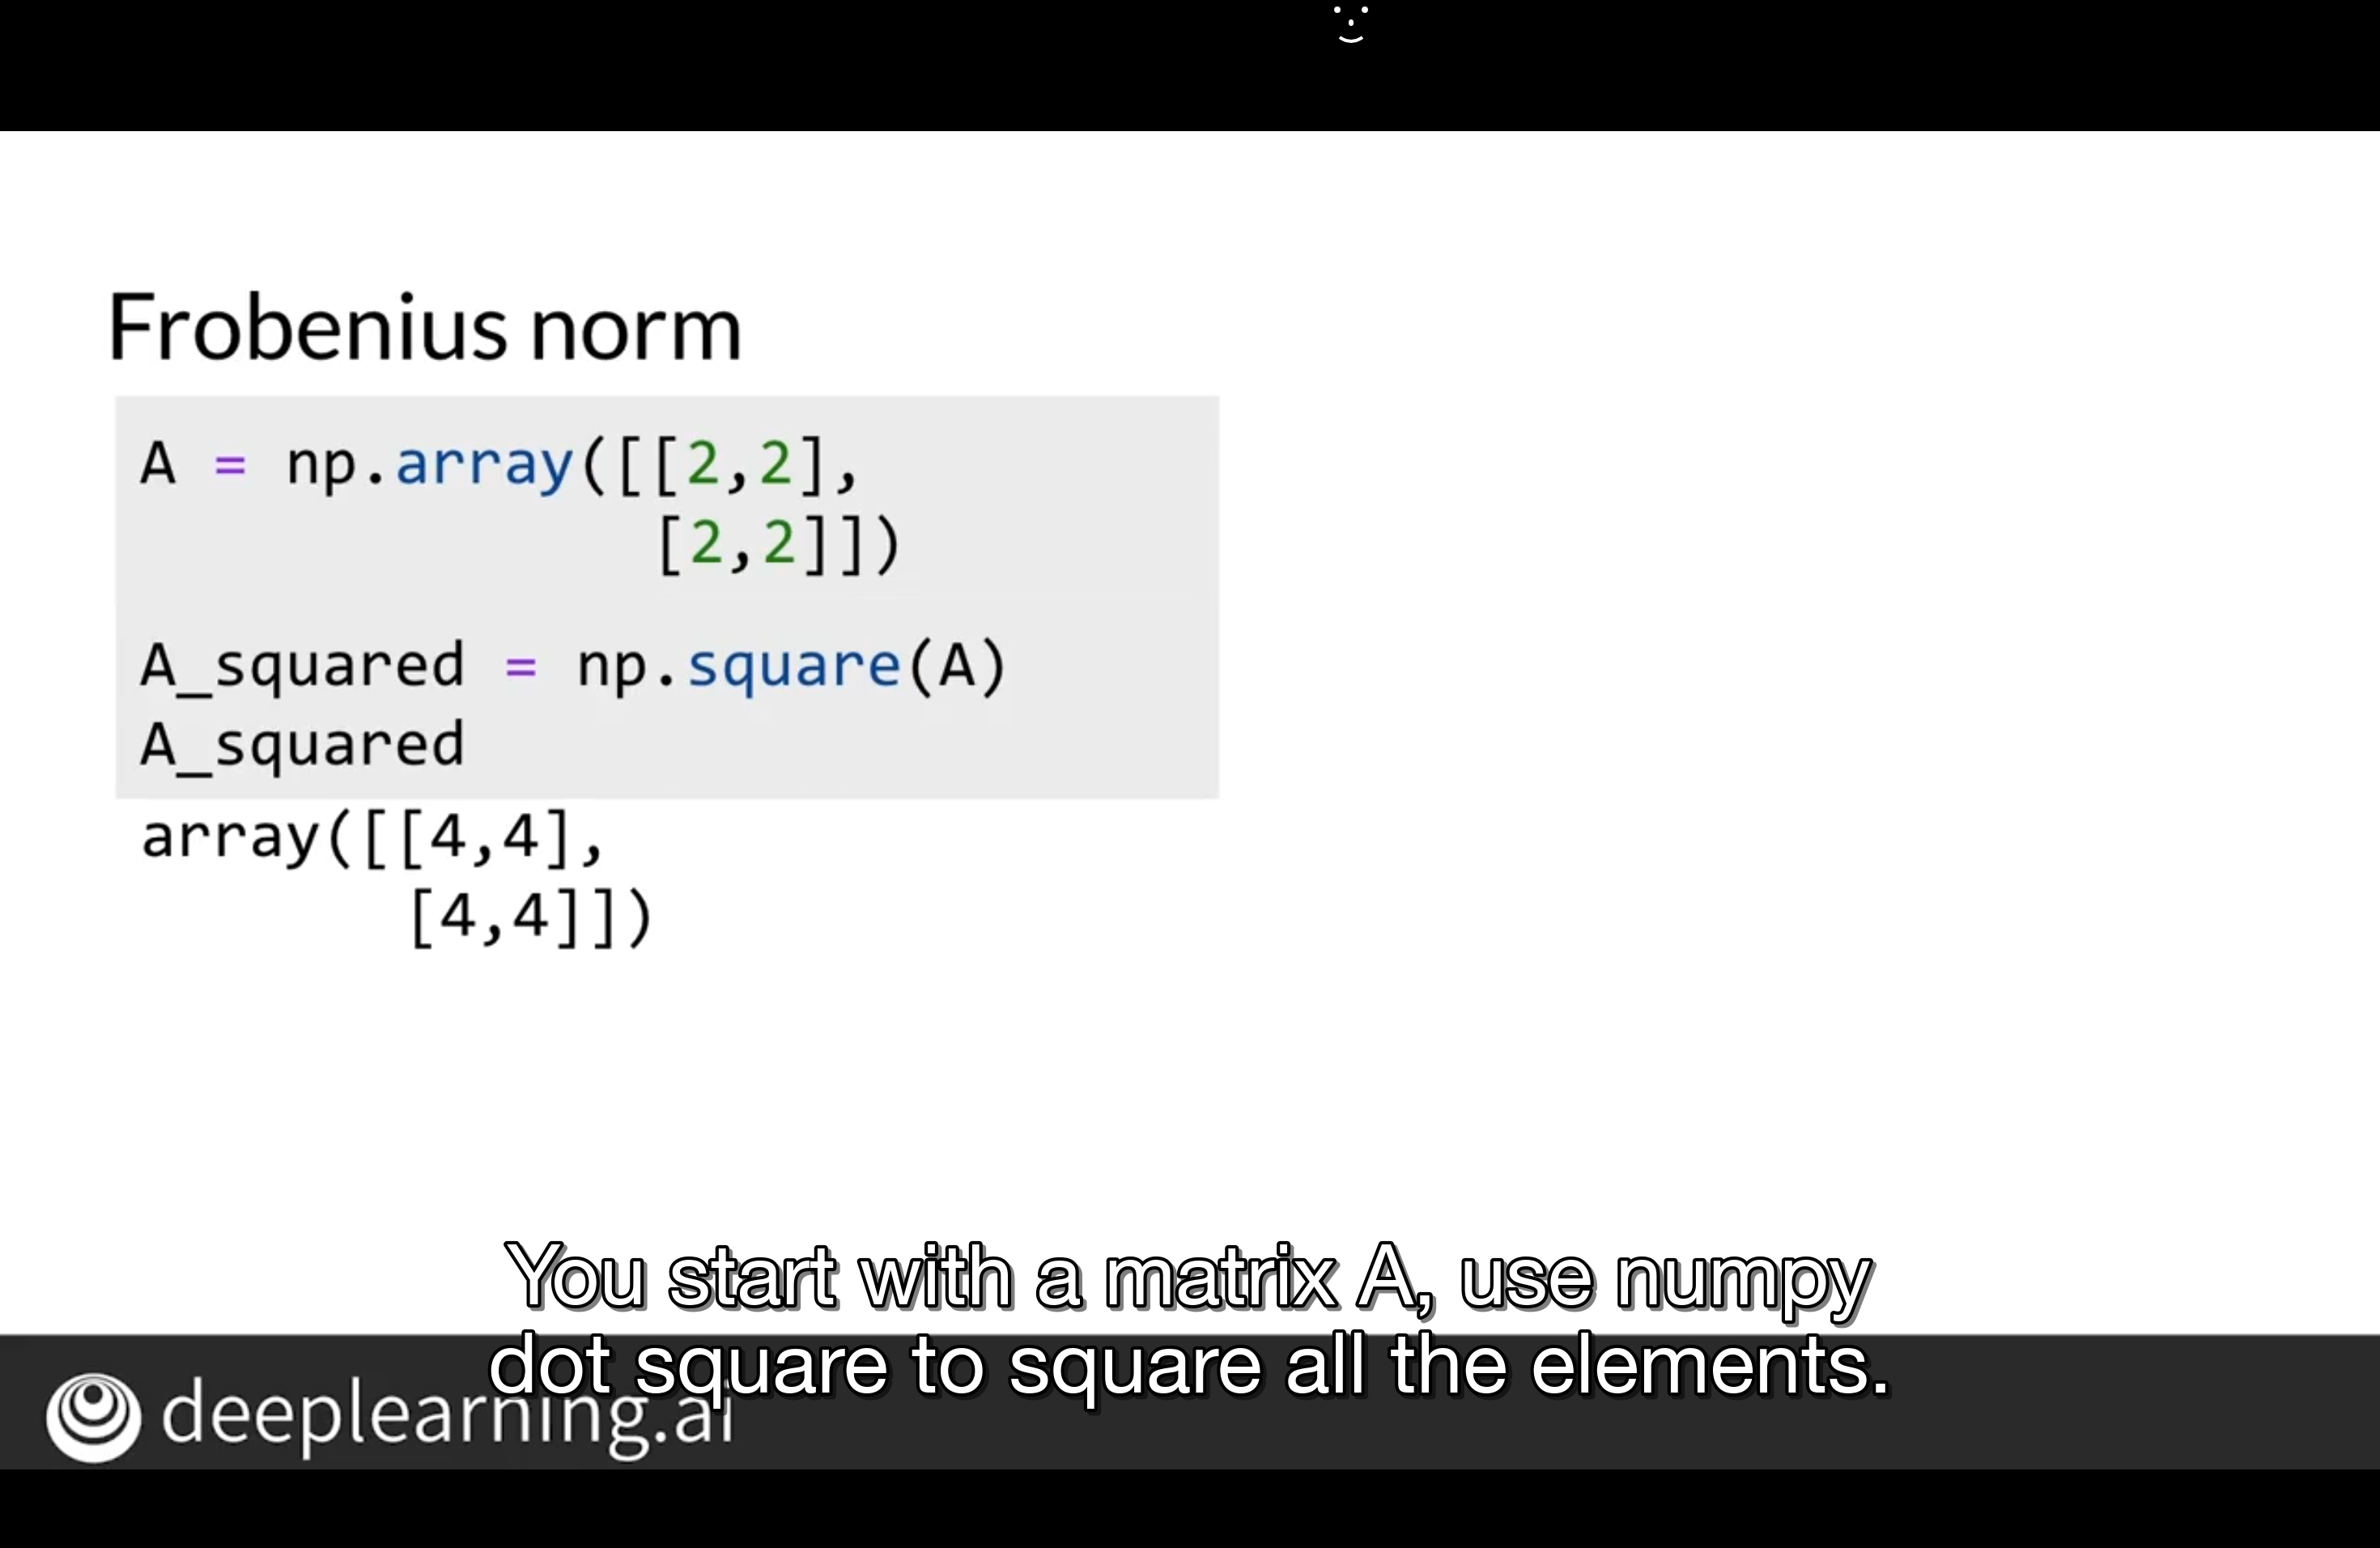 Frobenius norm
A = np.array([[2,2],
[2,2]])
A_squared = np.square(A)
A_squared
array([[4,4],
[4,4]])
You start with a matrix A, use numpy
dot square to square all the elements.
deeplearning.ai